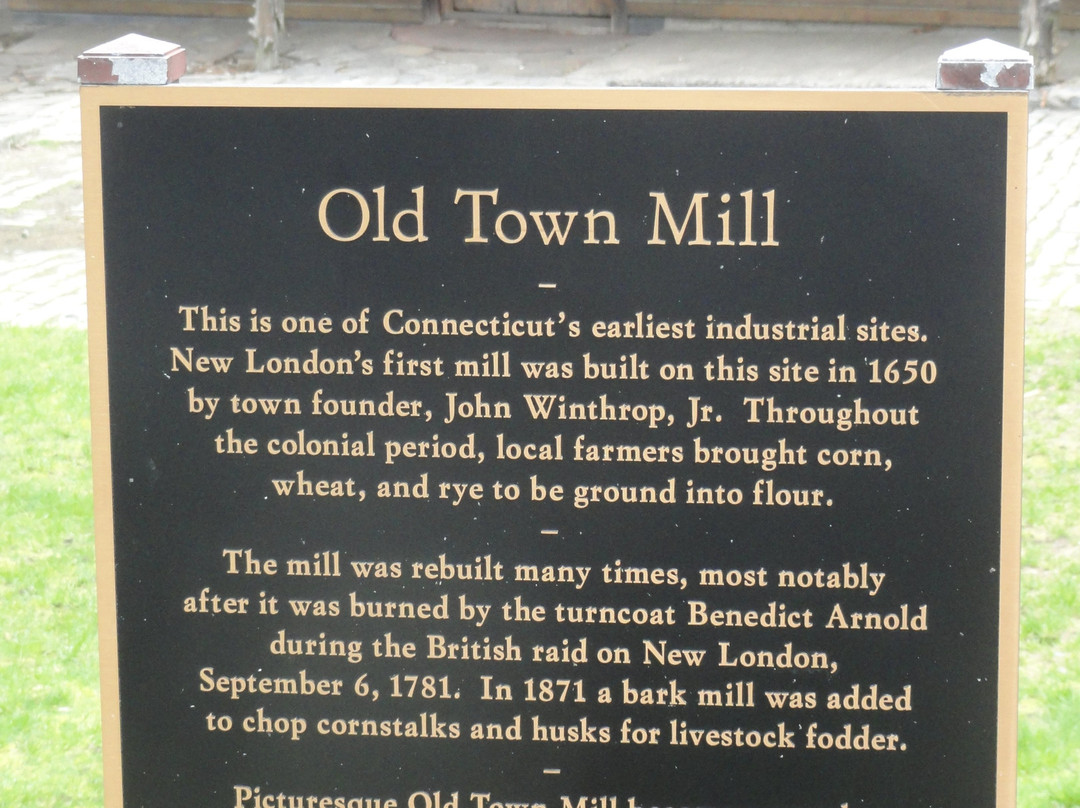 Old Town Mill
This is one of Connecticut's earliest industrial sites.
New London's first mill was built on this site in 1650
by town founder, John Winthrop, Jr. Throughout
the colonial period, local farmers brought corn,
wheat, and rye to be ground into flour.
The mill was rebuilt many times, most notably
after it was burned by the turncoat Benedict Arnold
during the British raid on New London,
September 6, 1781. In 1871 a bark mill was added
to chop cornstalks and husks for livestock fodder.
Picturesque Old Town Mill